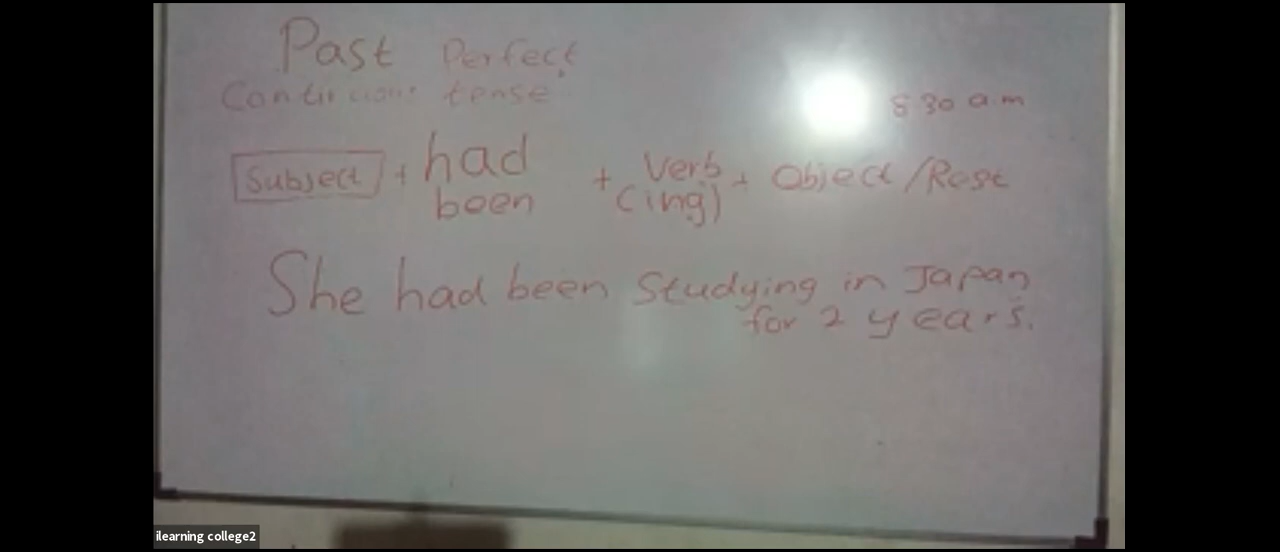 Past Perfect
Continuous tense
8 30 a.m
Subject + had been + Verb (ing) + Object/Rest
She had been Studying in Japan
for 2 years.
ilearning college2